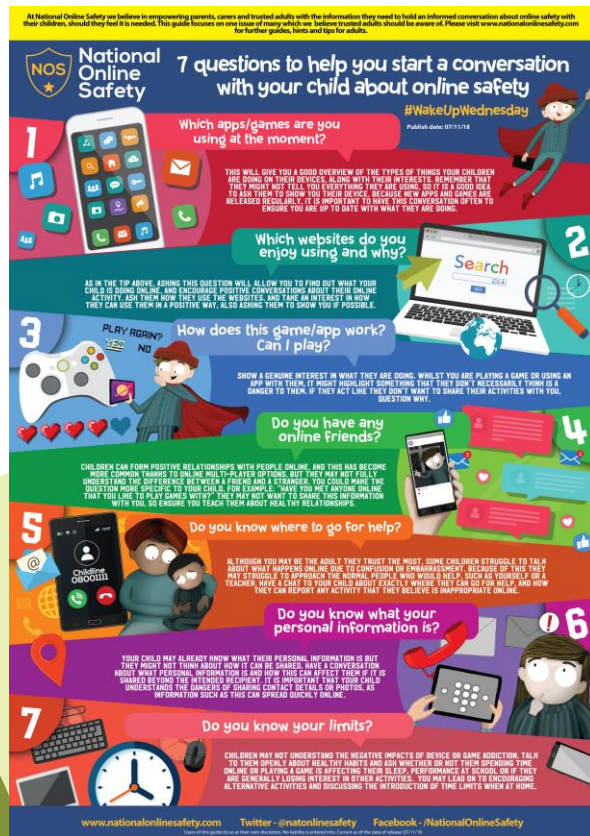 At National Online Safety we believe in empowering parents, carers and trusted adults with the information they need to hold an informed conversation about online safety with
their children, should they feel it is needed. This guide focuses on one issue of many which we believe trusted adults should be aware of. Please visit www.nationalonlinesafety.com
for further guides, hints and tips for adults.
NOS
National
Online
Safety
7 questions to help you start a conversation
with your child about online safety
#WakeUpWednesday
Publish date: 07/11/18
1
Which apps/games are you
using at the moment?
THIS WILL GIVE YOU A GOOD OVERVIEW OF THE TYPES OF THINGS YOUR CHILDREN
ARE DOING ON THEIR DEVICES, ALONG WITH THEIR INTERESTS. REMEMBER THAT
THEY MIGHT NOT TELL YOU EVERYTHING THEY ARE USING, SO IT IS A GOOD IDEA
TO ASK THEM TO SHOW YOU THEIR DEVICE. BECAUSE NEW APPS AND GAMES ARE
RELEASED REGULARLY, IT IS IMPORTANT TO HAVE THIS CONVERSATION OFTEN TO
ENSURE YOU ARE UP TO DATE WITH WHAT THEY ARE DOING.
2
Which websites do you
enjoy using and why?
Search
AS IN THE TIP ABOVE, ASKING THIS QUESTION WILL ALLOW YOU TO FIND OUT WHAT YOUR
CHILD IS DOING ONLINE, AND ENCOURAGE POSITIVE CONVERSATIONS ABOUT THEIR ONLINE
ACTIVITY. ASK THEM HOW THEY USE THE WEBSITES, AND TAKE AN INTEREST IN HOW
THEY CAN USE THEM IN A POSITIVE WAY, ALSO ASKING THEM TO SHOW YOU IF POSSIBLE.
3
PLAY AGAIN?
YES NO
How does this game/app work?
Can I play?
SHOW A GENUINE INTEREST IN WHAT THEY ARE DOING. WHILST YOU ARE PLAYING A GAME OR USING AN
APP WITH THEM, IT MIGHT HIGHLIGHT SOMETHING THAT THEY DON'T NECESSARILY THINK IS A
DANGER TO THEM. IF THEY ACT LIKE THEY DON'T WANT TO SHARE THEIR ACTIVITIES WITH YOU,
QUESTION WHY.
4
Do you have any
online friends?
CHILDREN CAN FORM POSITIVE RELATIONSHIPS WITH PEOPLE ONLINE, AND THIS HAS BECOME
MORE COMMON THANKS TO ONLINE MULTI-PLAYER OPTIONS, BUT THEY MAY NOT FULLY
UNDERSTAND THE DIFFERENCE BETWEEN A FRIEND AND A STRANGER. YOU COULD MAKE THE
QUESTION MORE SPECIFIC TO YOUR CHILD, FOR EXAMPLE: "HAVE YOU MET ANYONE ONLINE
THAT YOU LIKE TO PLAY GAMES WITH?" THEY MAY NOT WANT TO SHARE THIS INFORMATION
WITH YOU, SO ENSURE YOU TEACH THEM ABOUT HEALTHY RELATIONSHIPS.
5
Childline
08001111
Do you know where to go for help?
ALTHOUGH YOU MAY BE THE ADULT THEY TRUST THE MOST, SOME CHILDREN STRUGGLE TO TALK
ABOUT WHAT HAPPENS ONLINE DUE TO CONFUSION OR EMBARRASSMENT. BECAUSE OF THIS THEY
MAY STRUGGLE TO APPROACH THE NORMAL PEOPLE WHO WOULD HELP, SUCH AS YOURSELF OR A
TEACHER. HAVE A CHAT TO YOUR CHILD ABOUT EXACTLY WHERE THEY CAN GO FOR HELP, AND HOW
THEY CAN REPORT ANY ACTIVITY THAT THEY BELIEVE IS INAPPROPRIATE ONLINE.
6
Do you know what your
personal information is?
YOUR CHILD MAY ALREADY KNOW WHAT THEIR PERSONAL INFORMATION IS BUT
THEY MIGHT NOT THINK ABOUT HOW IT CAN BE SHARED. HAVE A CONVERSATION
ABOUT WHAT PERSONAL INFORMATION IS AND HOW THIS CAN AFFECT THEM IF IT IS
SHARED BEYOND THE INTENDED RECIPIENT. IT IS IMPORTANT THAT YOUR CHILD
UNDERSTANDS THE DANGERS OF SHARING CONTACT DETAILS OR PHOTOS, AS
INFORMATION SUCH AS THIS CAN SPREAD QUICKLY ONLINE.
7
Do you know your limits?
CHILDREN MAY NOT UNDERSTAND THE NEGATIVE IMPACTS OF DEVICE OR GAME ADDICTION. TALK
TO THEM OPENLY ABOUT HEALTHY HABITS AND ASK WHETHER OR NOT THEM SPENDING TIME
ONLINE OR PLAYING A GAME IS AFFECTING THEIR SLEEP, PERFORMANCE AT SCHOOL OR IF THEY
ARE GENERALLY LOSING INTEREST IN OTHER ACTIVITIES. YOU MAY LEAD ON TO ENCOURAGING
ALTERNATIVE ACTIVITIES AND DISCUSSING THE INTRODUCTION OF TIME LIMITS WHEN AT HOME.
www.nationalonlinesafety.com Twitter - @natonlinesafety Facebook - /NationalOnlineSafety
Users of this guide do so at their own discretion. No liability is entered into. Current as of the date of release: 07/11/18